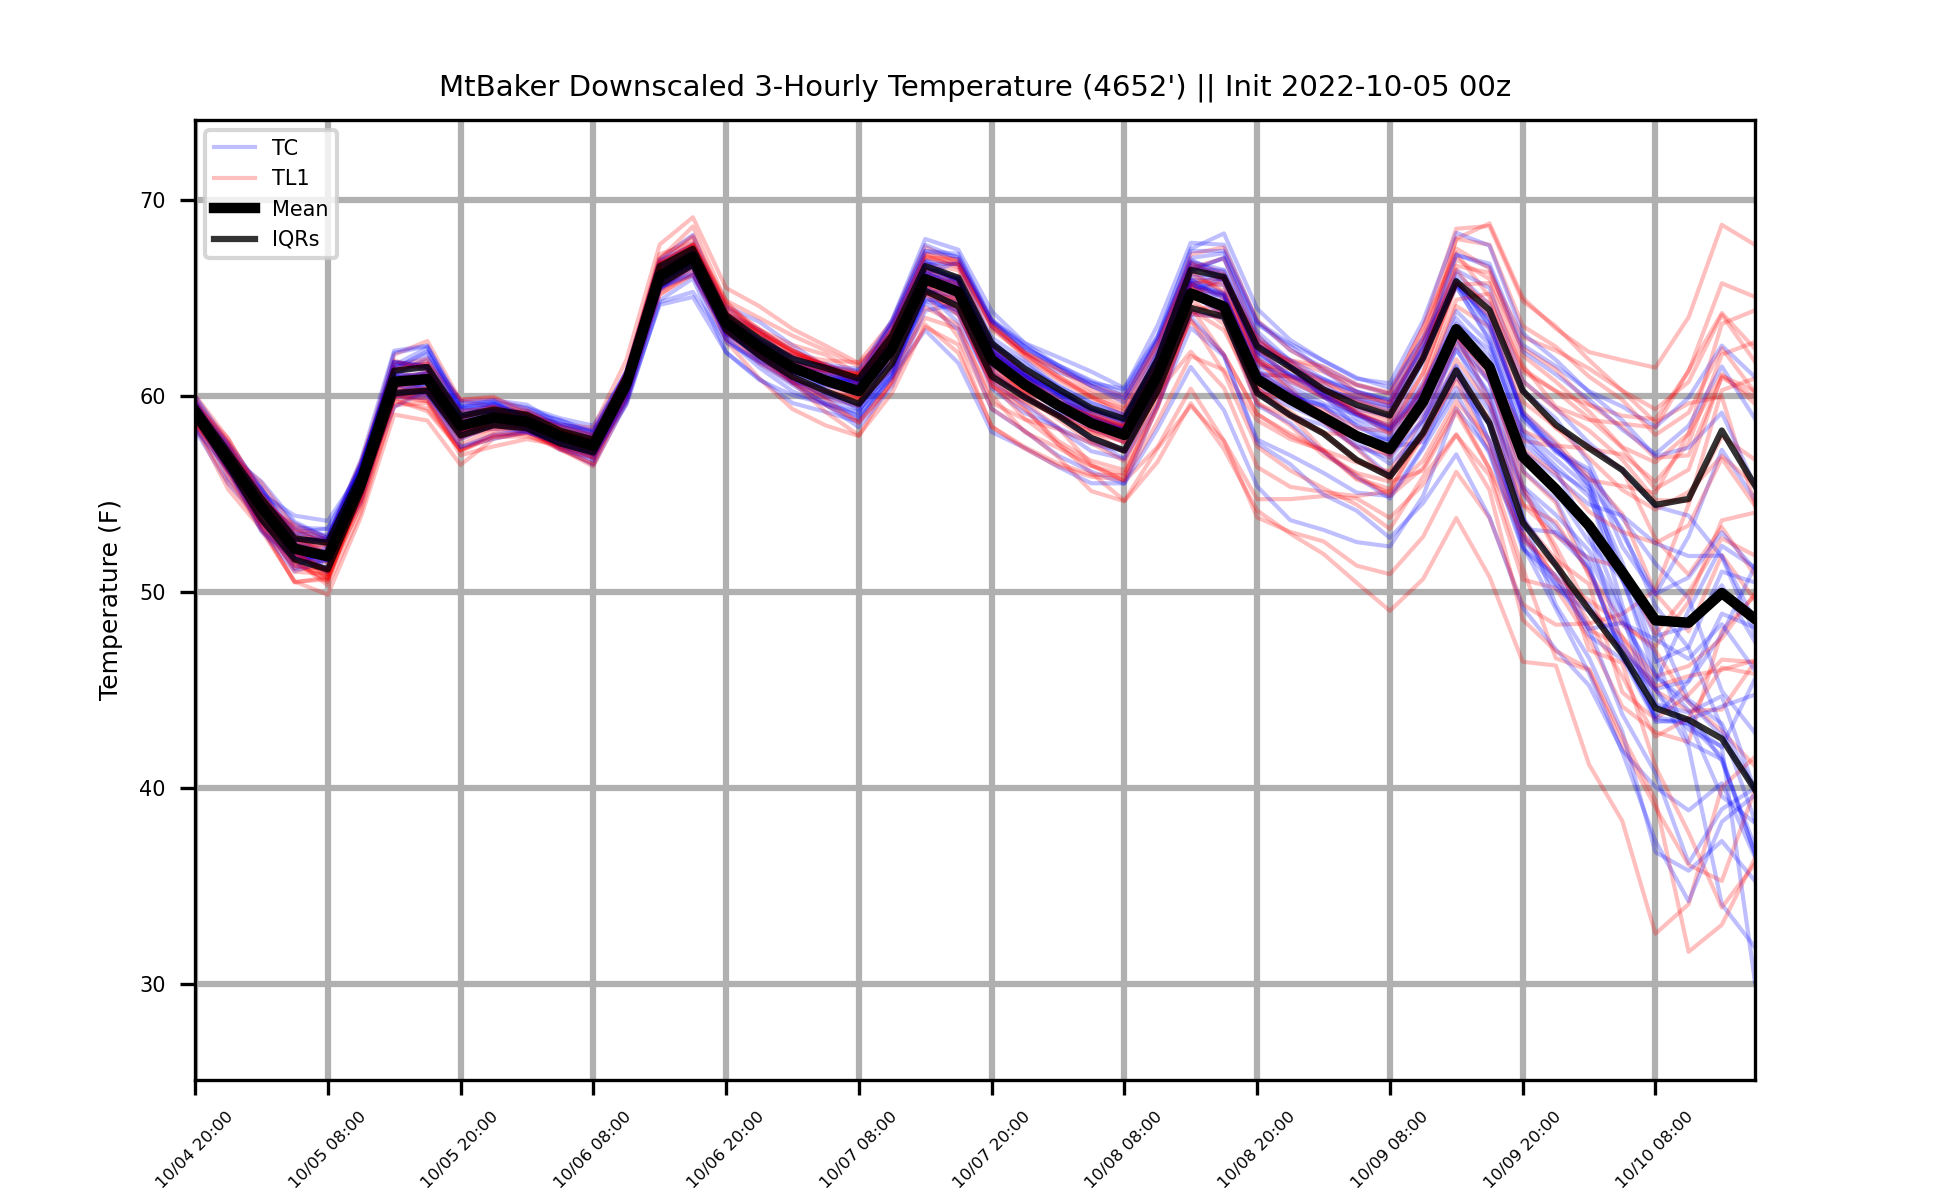 MtBaker Downscaled 3-Hourly Temperature (4652') || Init 2022-10-05 00z
TC
TL1
Mean
IQRs
Temperature (F)
70
60
50
40
30
10/04 20:00
10/05 08:00
10/05 20:00
10/06 08:00
10/06 20:00
10/07 08:00
10/07 20:00
10/08 08:00
10/08 20:00
10/09 08:00
10/09 20:00
10/10 08:00